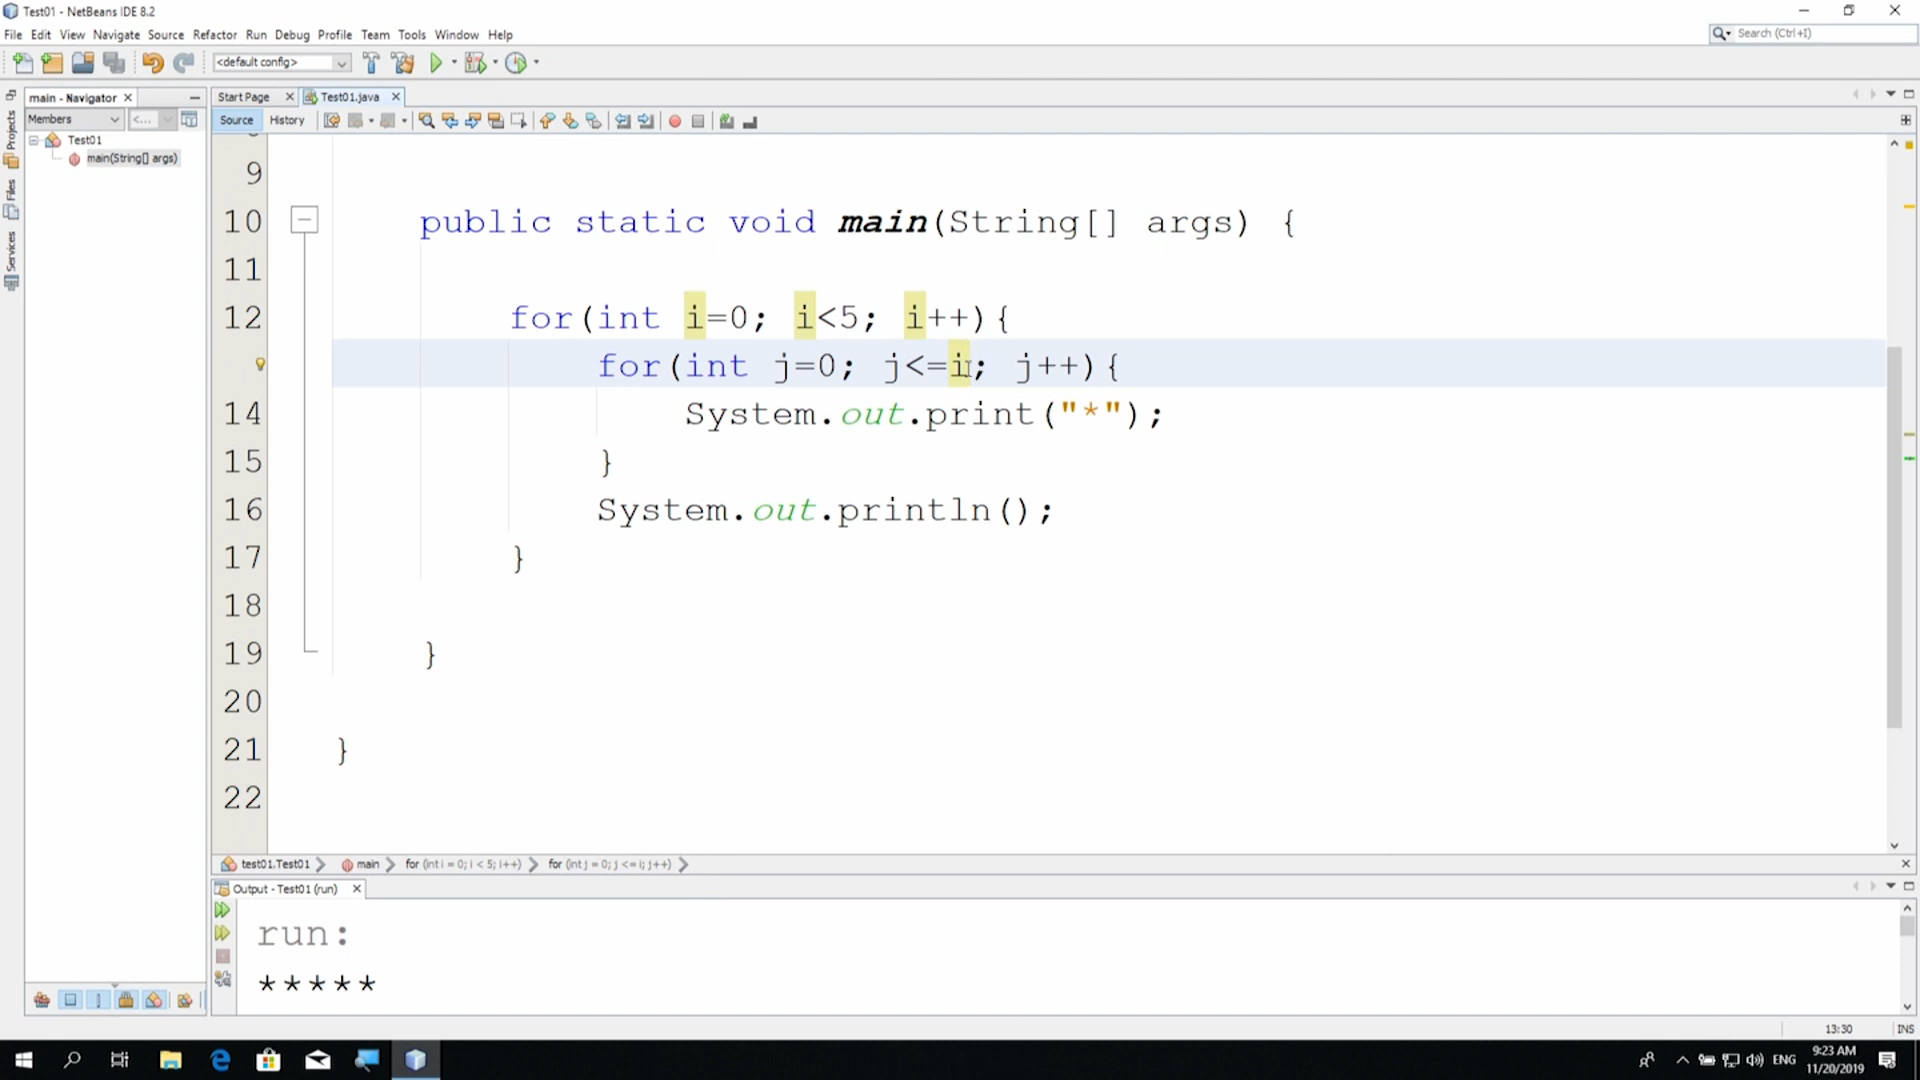 Test01 - NetBeans IDE 8.2
File Edit View Navigate Source Refactor Run Debug Profile Team Tools Window Help
Search (Ctrl+I)
<default config>
main - Navigator
Start Page Test01.java
Members <...
Source History
Projects
Files
Services
Test01
main(String[] args)
9
10 public static void main(String[] args) {
11
12 for(int i=0; i<5; i++){
for(int j=0; j<=i; j++){
14 System.out.print("*");
15 }
16 System.out.println();
17 }
18
19 }
20
21 }
22
test01.Test01 main for (int i = 0; i < 5; i++) for (int j = 0; j <= i; j++)
Output - Test01 (run)
run:
*****
13:30 INS
ENG 9:23 AM
11/20/2019